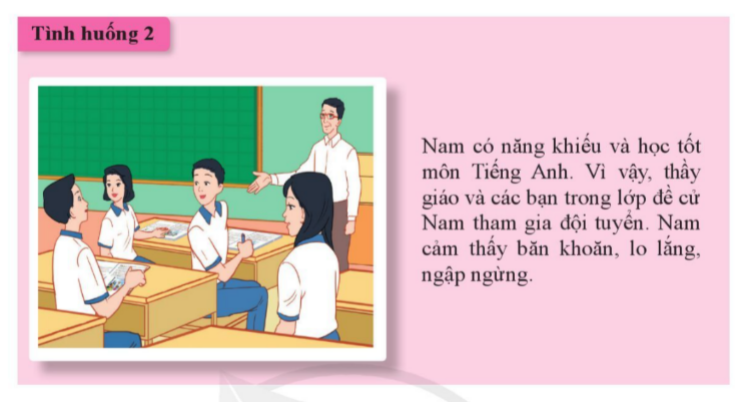 Tình huống 2
Nam có năng khiếu và học tốt
môn Tiếng Anh. Vì vậy, thầy
giáo và các bạn trong lớp đề cử
Nam tham gia đội tuyển. Nam
cảm thấy băn khoăn, lo lắng,
ngập ngừng.